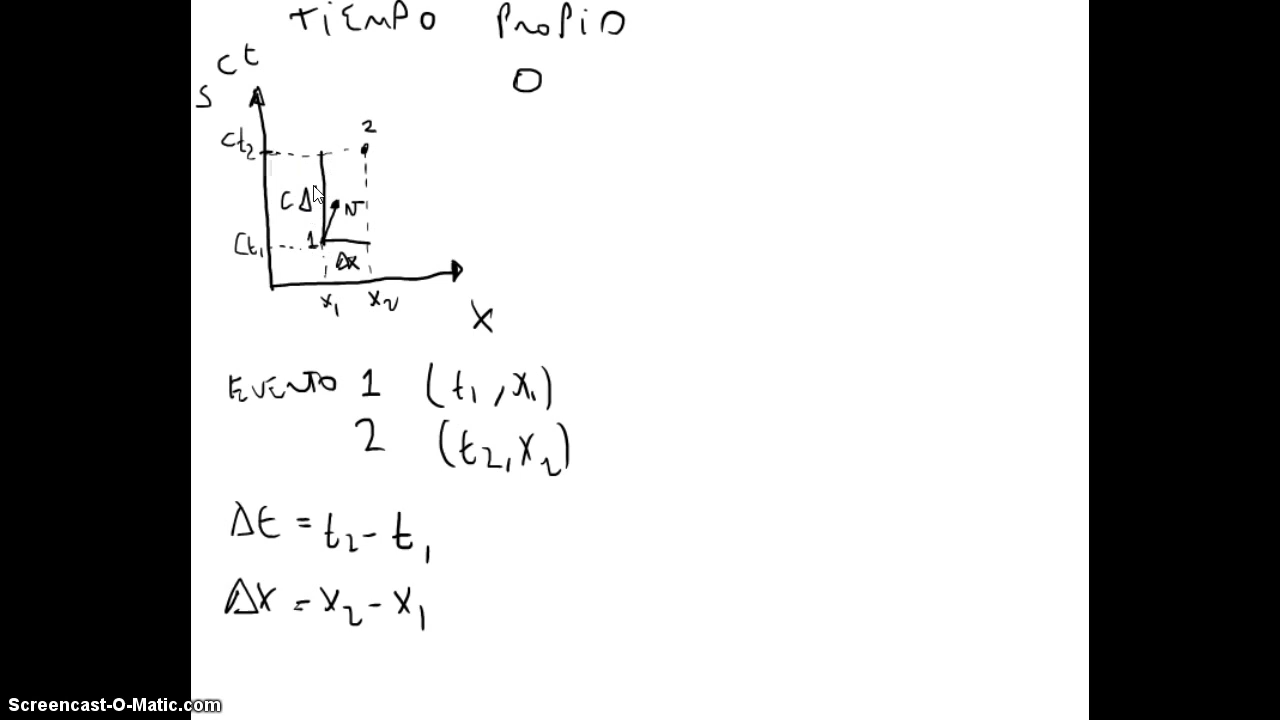 TIEMPO PROPIO
O
ct
S
ct2
2
cΔ
v
ct1
1
Δx
x1 x2
x
EVENTO 1 (t1, x1)
2 (t2, x2)
Δt = t2 - t1
Δx = x2 - x1
Screencast-O-Matic.com